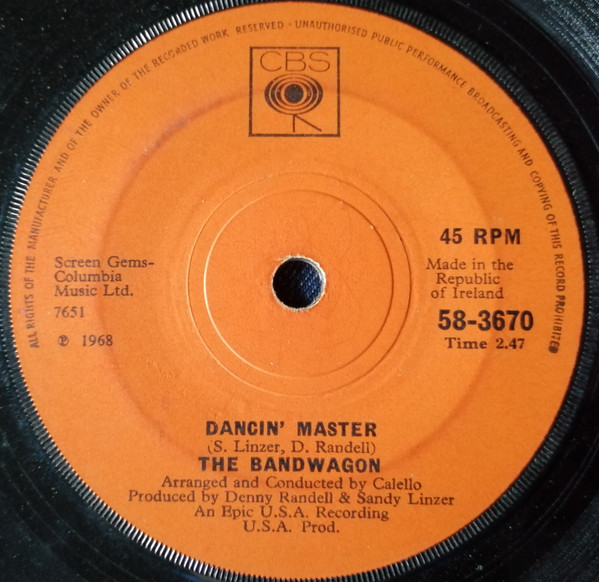 ALL RIGHTS OF THE MANUFACTURER AND OF THE OWNER OF THE RECORDED WORK RESERVED - UNAUTHORISED PUBLIC PERFORMANCE BROADCASTING AND COPYING OF THIS RECORD PROHIBITED
CBS
45 RPM
Screen Gems-
Columbia
Music Ltd.
7651
℗ 1968
Made in the
Republic
of Ireland
58-3670
Time 2.47
DANCIN' MASTER
(S. Linzer, D. Randell)
THE BANDWAGON
Arranged and Conducted by Calello
Produced by Denny Randell & Sandy Linzer
An Epic U.S.A. Recording
U.S.A. Prod.